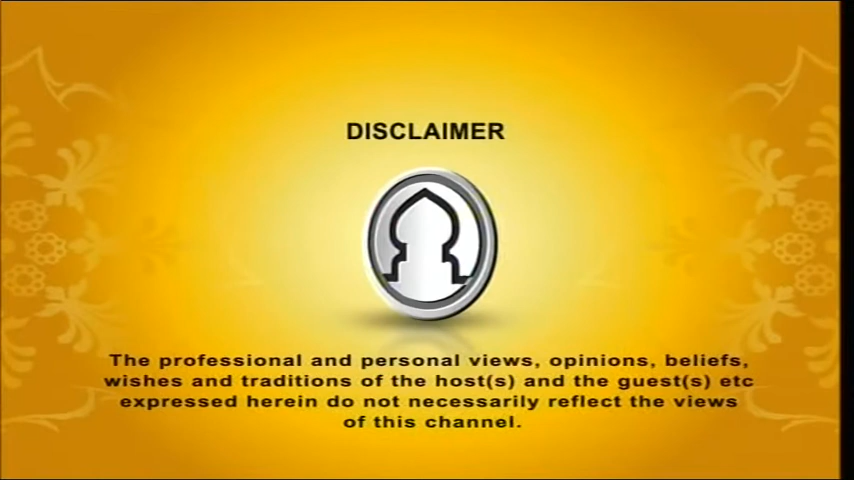 DISCLAIMER
The professional and personal views, opinions, beliefs,
wishes and traditions of the host(s) and the guest(s) etc
expressed herein do not necessarily reflect the views
of this channel.